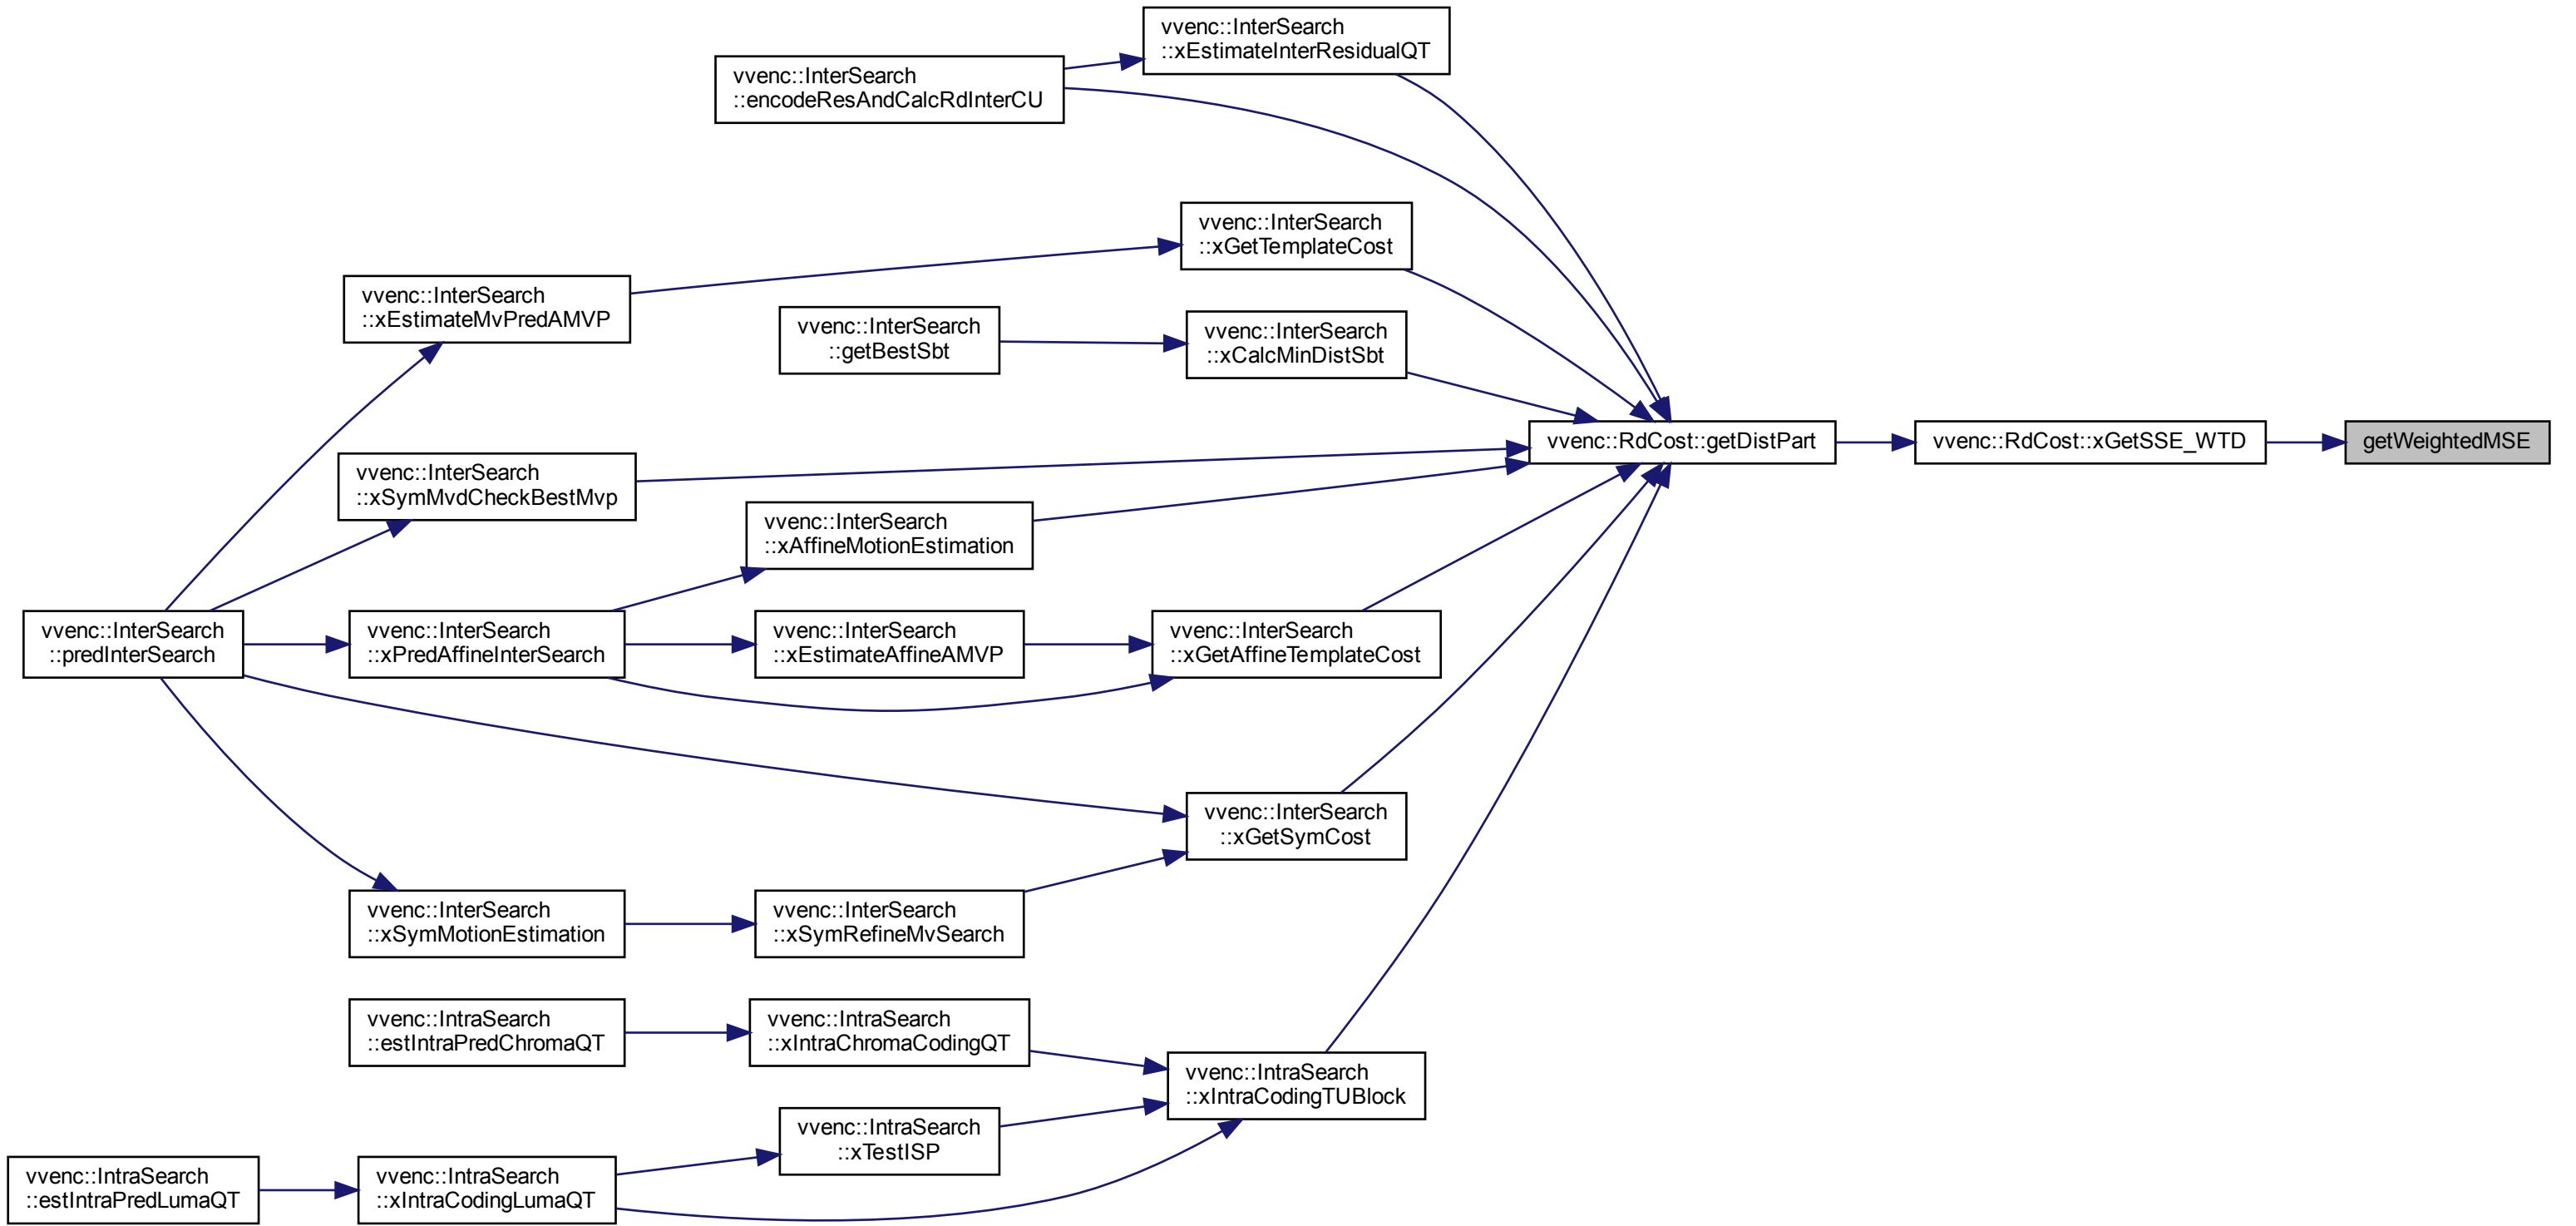 vvenc::InterSearch
::xEstimateInterResidualQT
vvenc::InterSearch
::encodeResAndCalcRdInterCU
vvenc::InterSearch
::xGetTemplateCost
vvenc::InterSearch
::xEstimateMvPredAMVP
vvenc::InterSearch
::getBestSbt
vvenc::InterSearch
::xCalcMinDistSbt
vvenc::RdCost::getDistPart
vvenc::RdCost::xGetSSE_WTD
getWeightedMSE
vvenc::InterSearch
::xSymMvdCheckBestMvp
vvenc::InterSearch
::xAffineMotionEstimation
vvenc::InterSearch
::predInterSearch
vvenc::InterSearch
::xPredAffineInterSearch
vvenc::InterSearch
::xEstimateAffineAMVP
vvenc::InterSearch
::xGetAffineTemplateCost
vvenc::InterSearch
::xGetSymCost
vvenc::InterSearch
::xSymMotionEstimation
vvenc::InterSearch
::xSymRefineMvSearch
vvenc::IntraSearch
::estIntraPredChromaQT
vvenc::IntraSearch
::xIntraChromaCodingQT
vvenc::IntraSearch
::xIntraCodingTUBlock
vvenc::IntraSearch
::xTestISP
vvenc::IntraSearch
::estIntraPredLumaQT
vvenc::IntraSearch
::xIntraCodingLumaQT